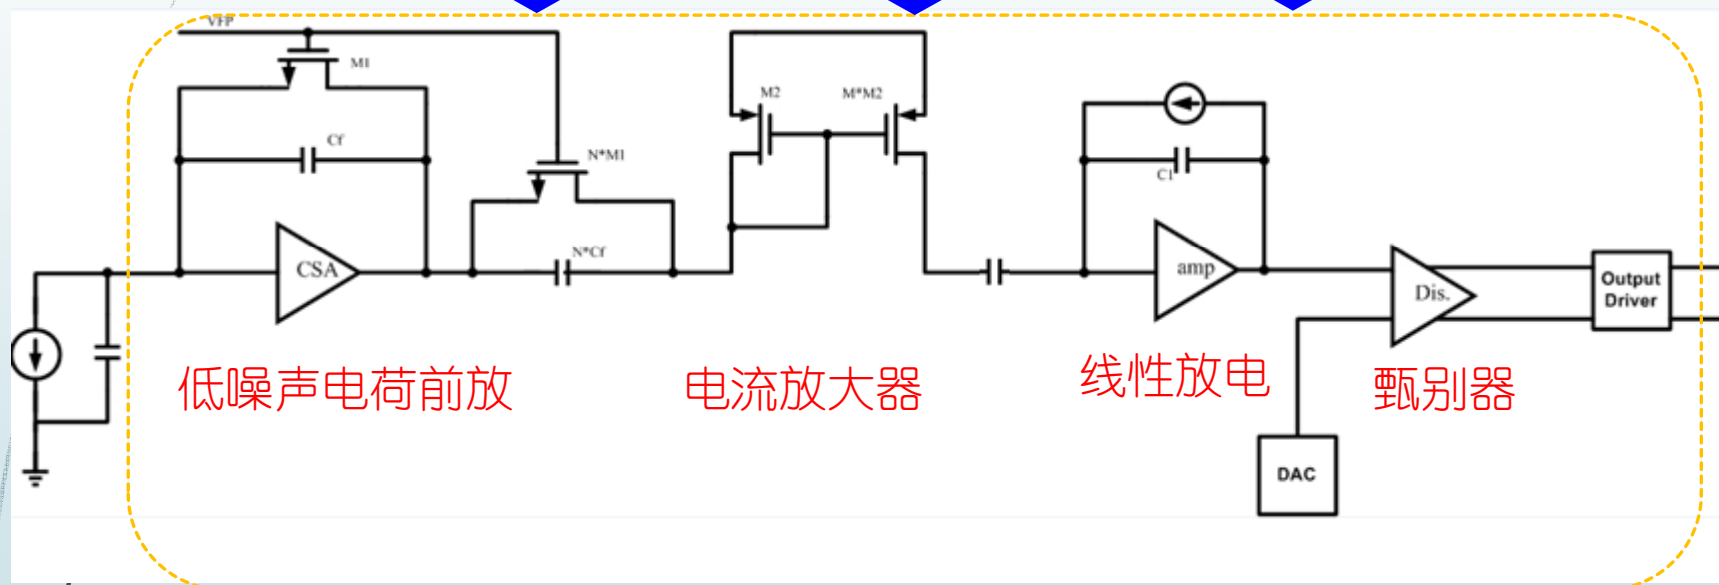 VFP
M1
Cf
N*M1
N*Cf
CSA
M2
M*M2
C1
amp
Dis.
Output
Driver
DAC
低噪声电荷前放
电流放大器
线性放电
甄别器